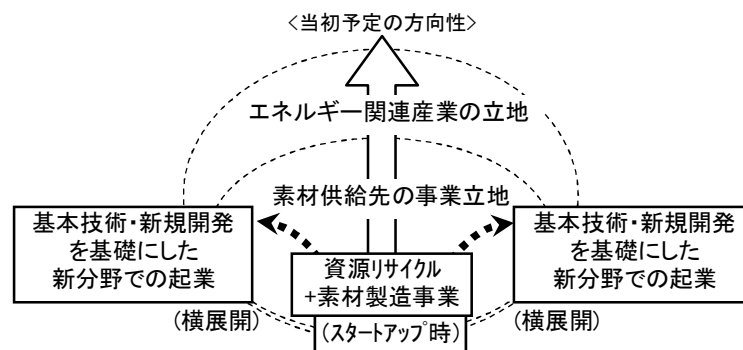 <当初予定の方向性>
エネルギー関連産業の立地
素材供給先の事業立地
基本技術・新規開発
を基礎にした
新分野での起業
(横展開)
資源リサイクル
+素材製造事業
(スタートアップ時)
基本技術・新規開発
を基礎にした
新分野での起業
(横展開)